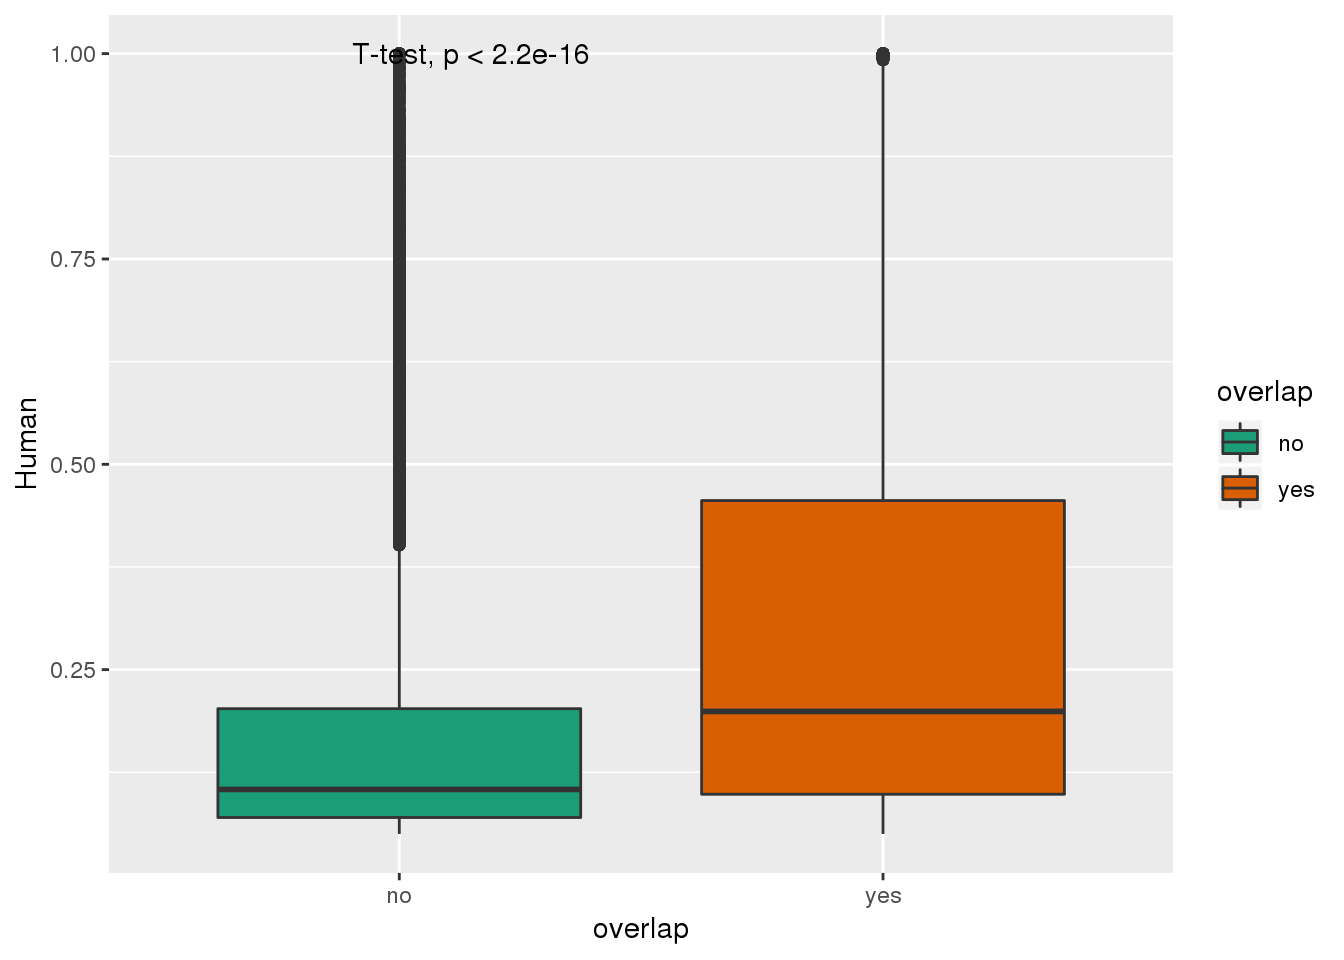 T-test, p < 2.2e-16
1.00
0.75
0.50
0.25
Human
no
yes
overlap
overlap
no
yes